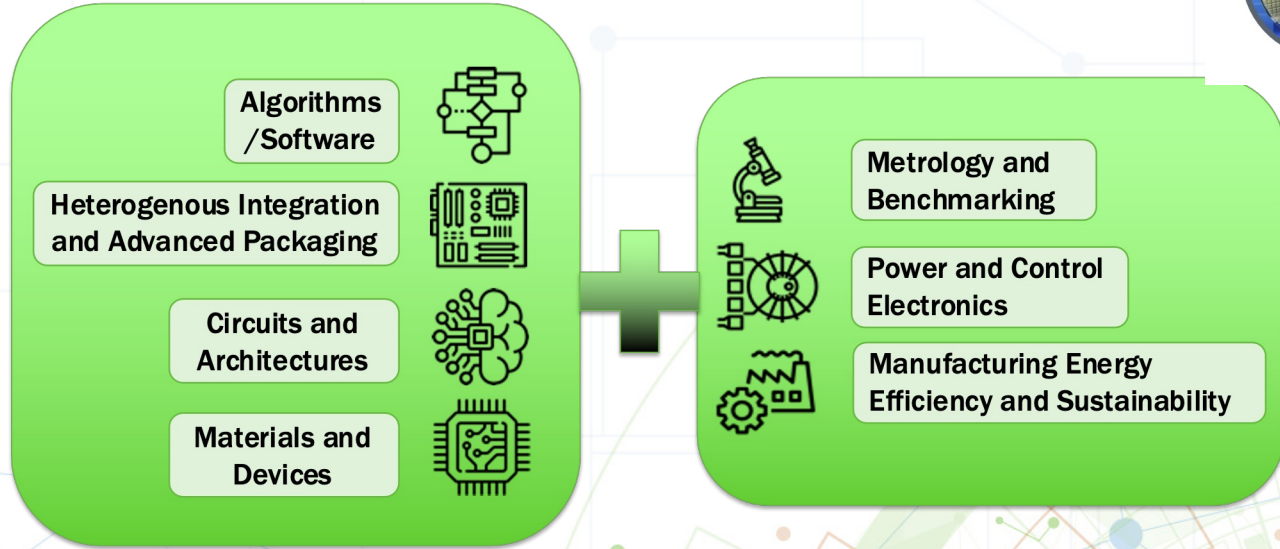 Algorithms
/Software
Heterogenous Integration
and Advanced Packaging
Circuits and
Architectures
Materials and
Devices
Metrology and
Benchmarking
Power and Control
Electronics
Manufacturing Energy
Efficiency and Sustainability